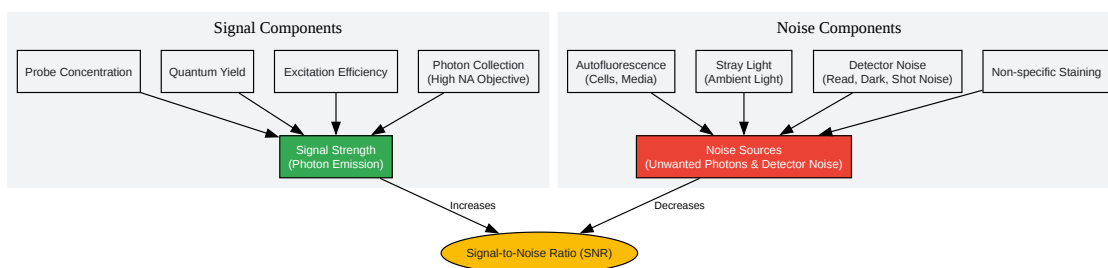 Signal Components
Noise Components
Probe Concentration
Quantum Yield
Excitation Efficiency
Photon Collection
(High NA Objective)
Autofluorescence
(Cells, Media)
Stray Light
(Ambient Light)
Detector Noise
(Read, Dark, Shot Noise)
Non-specific Staining
Signal Strength
(Photon Emission)
Noise Sources
(Unwanted Photons & Detector Noise)
Increases
Decreases
Signal-to-Noise Ratio (SNR)